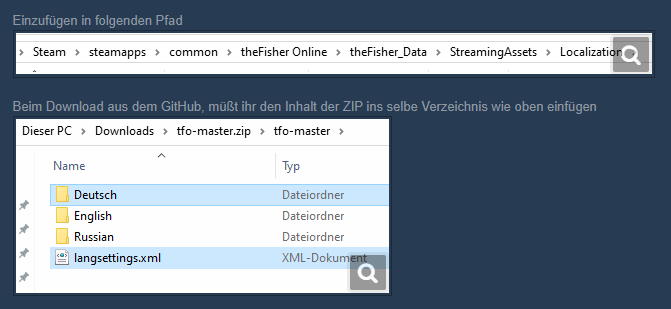 Einzufügen in folgenden Pfad
Steam > steamapps > common > theFisher Online > theFisher_Data > StreamingAssets > Localization
Beim Download aus dem GitHub, müßt ihr den Inhalt der ZIP ins selbe Verzeichnis wie oben einfügen
Dieser PC > Downloads > tfo-master.zip > tfo-master >
Name Typ
Deutsch Dateiordner
English Dateiordner
Russian Dateiordner
langsettings.xml XML-Dokument